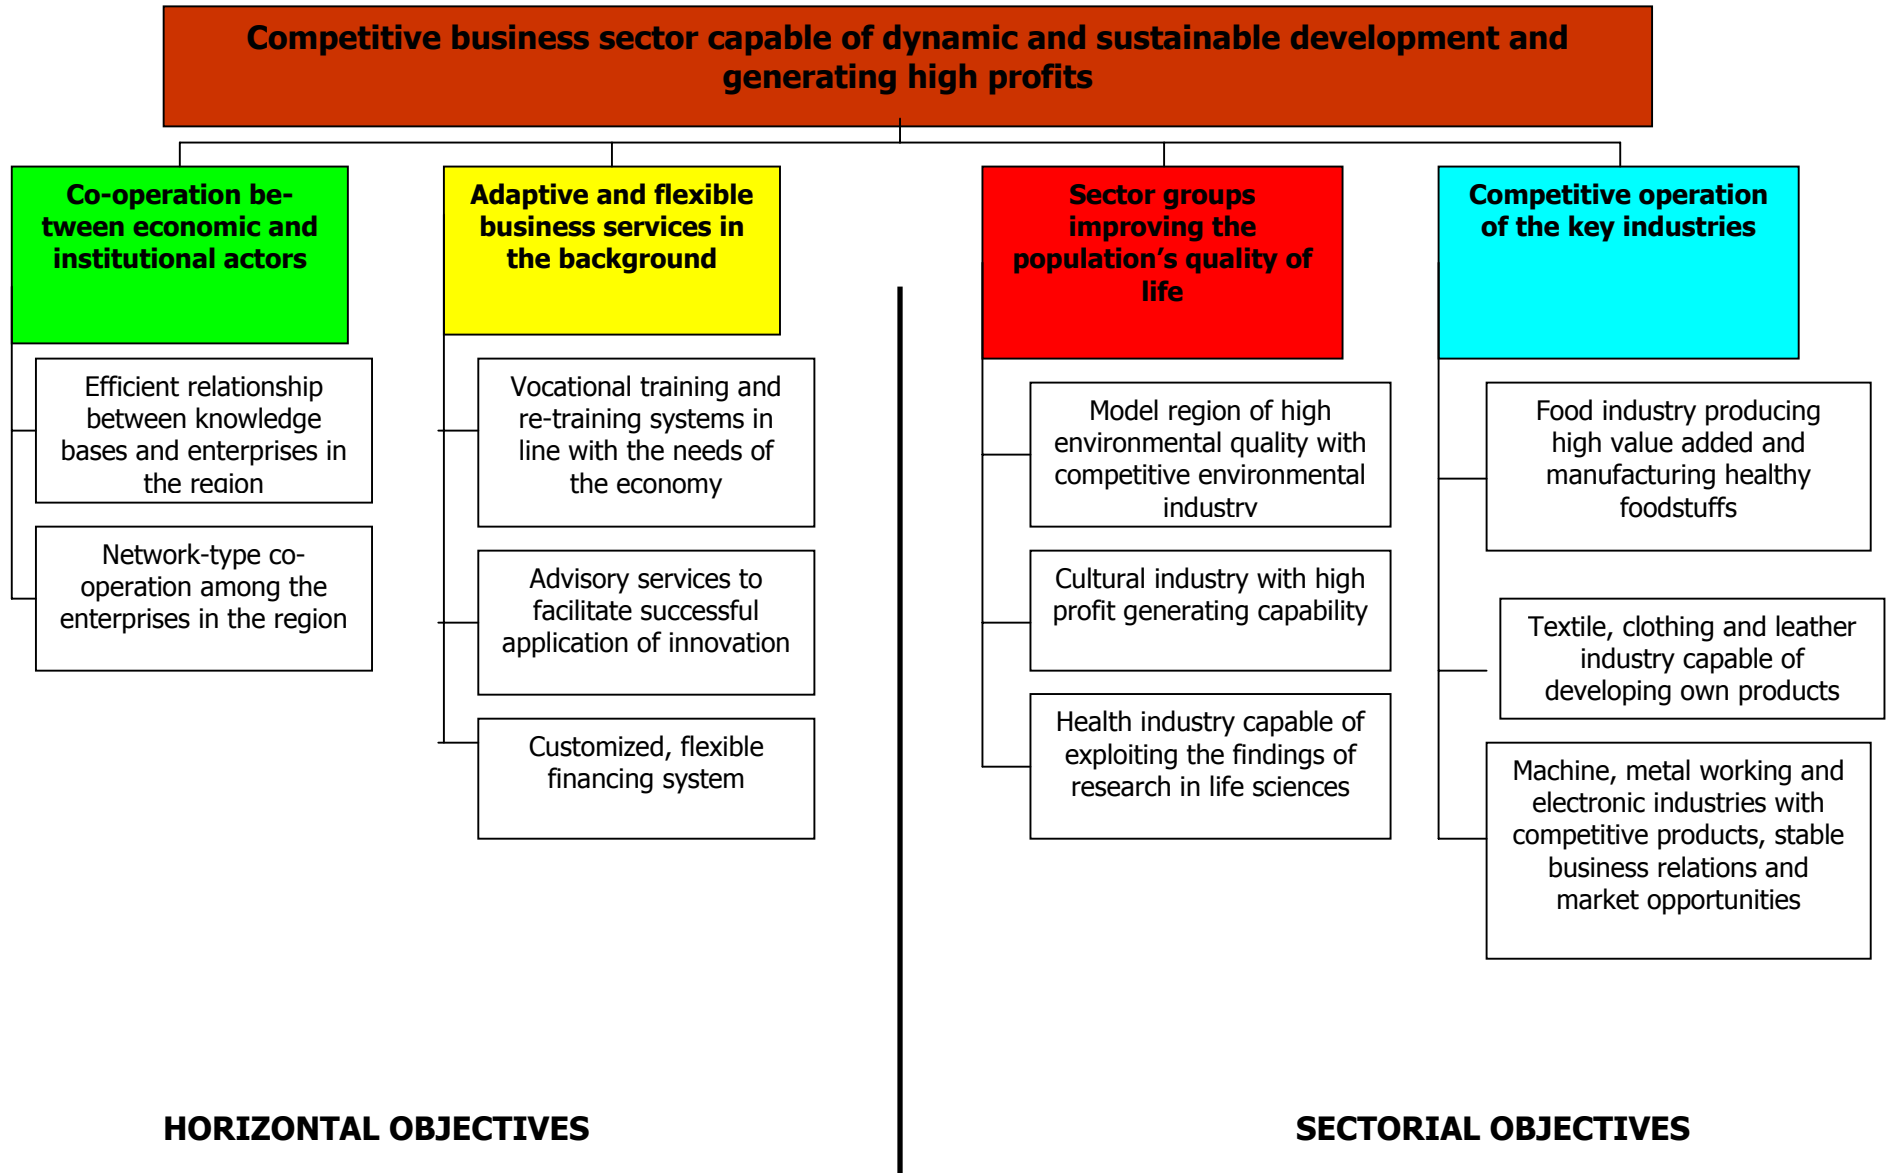 Competitive business sector capable of dynamic and sustainable development and
generating high profits
Co-operation be-
tween economic and
institutional actors
Efficient relationship
between knowledge
bases and enterprises in
the region
Network-type co-
operation among the
enterprises in the region
Adaptive and flexible
business services in
the background
Vocational training and
re-training systems in
line with the needs of
the economy
Advisory services to
facilitate successful
application of innovation
Customized, flexible
financing system
Sector groups
improving the
population’s quality of
life
Model region of high
environmental quality with
competitive environmental
industry
Cultural industry with high
profit generating capability
Health industry capable of
exploiting the findings of
research in life sciences
Competitive operation
of the key industries
Food industry producing
high value added and
manufacturing healthy
foodstuffs
Textile, clothing and leather
industry capable of
developing own products
Machine, metal working and
electronic industries with
competitive products, stable
business relations and
market opportunities
HORIZONTAL OBJECTIVES
SECTORIAL OBJECTIVES